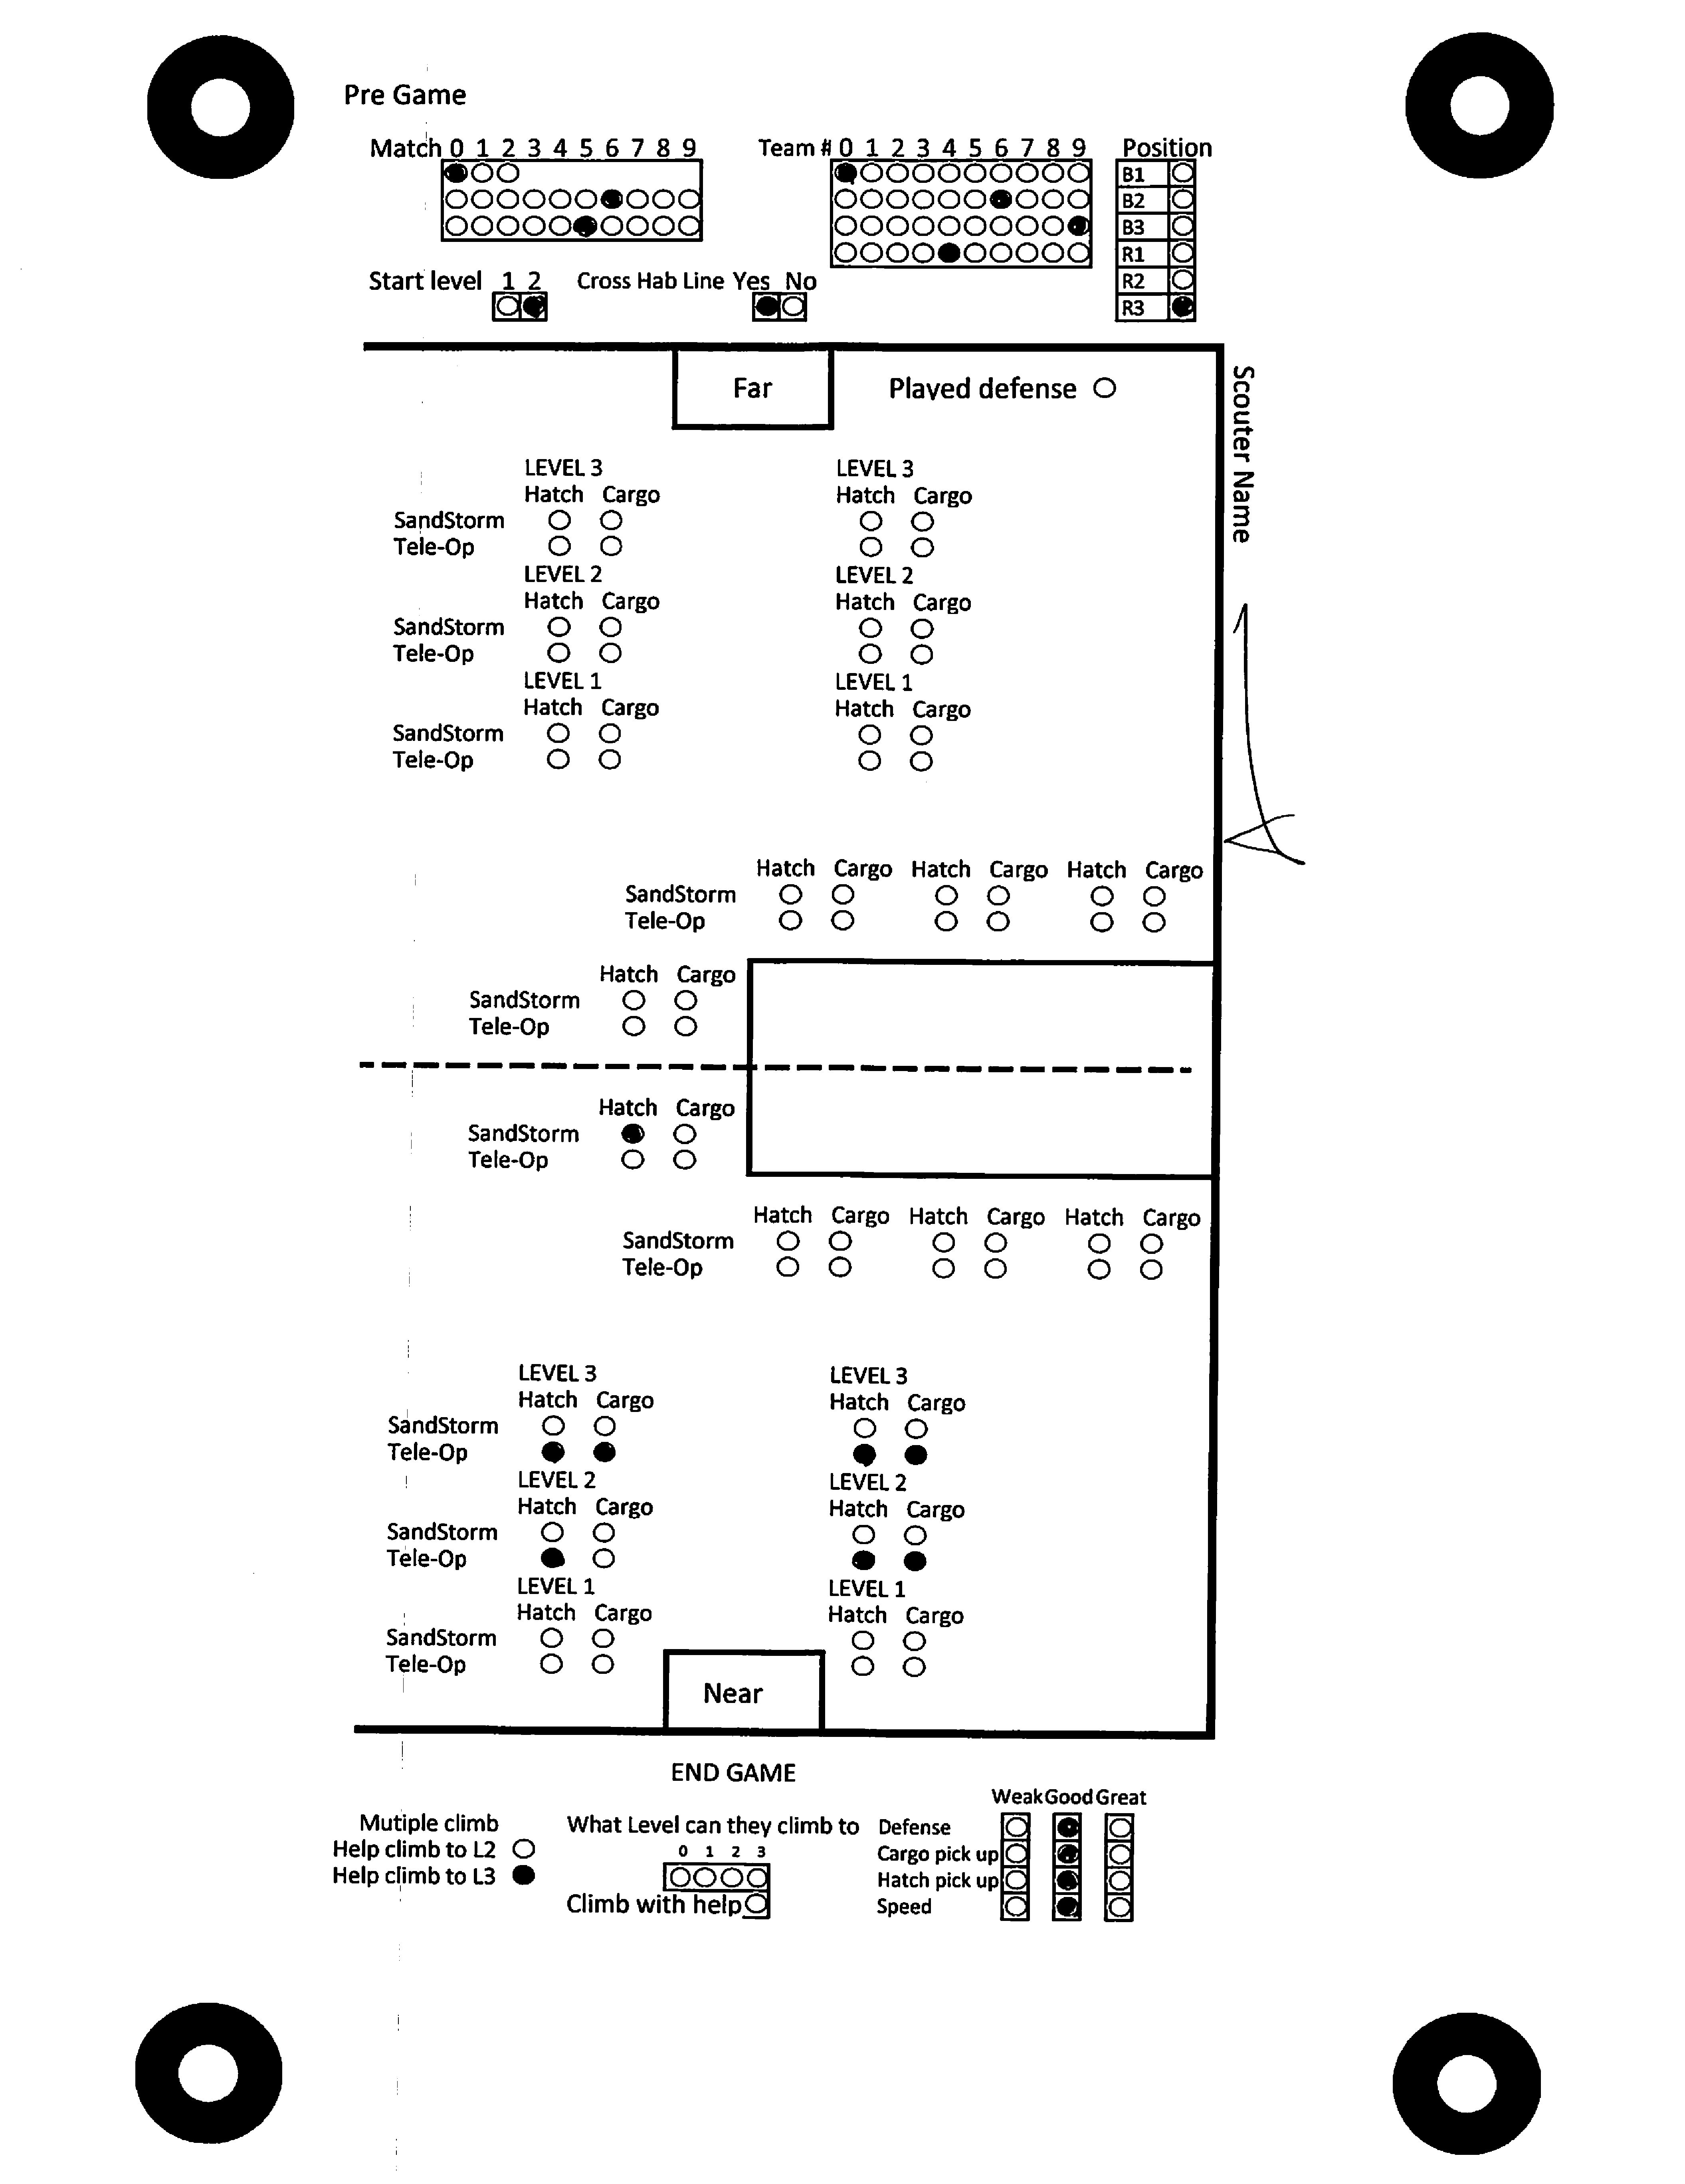 Pre Game
Match 0 1 2 3 4 5 6 7 8 9
Team # 0 1 2 3 4 5 6 7 8 9
Position
B1
B2
B3
R1
R2
R3
Start level 1 2
Cross Hab Line Yes No
Far
Played defense
Scouter Name
LEVEL 3 LEVEL 3
Hatch Cargo Hatch Cargo
SandStorm
Tele-Op
LEVEL 2 LEVEL 2
Hatch Cargo Hatch Cargo
SandStorm
Tele-Op
LEVEL 1 LEVEL 1
Hatch Cargo Hatch Cargo
SandStorm
Tele-Op
Hatch Cargo Hatch Cargo Hatch Cargo
SandStorm
Tele-Op
Hatch Cargo
SandStorm
Tele-Op
Hatch Cargo
SandStorm
Tele-Op
Hatch Cargo Hatch Cargo Hatch Cargo
SandStorm
Tele-Op
LEVEL 3 LEVEL 3
Hatch Cargo Hatch Cargo
SandStorm
Tele-Op
LEVEL 2 LEVEL 2
Hatch Cargo Hatch Cargo
SandStorm
Tele-Op
LEVEL 1 LEVEL 1
Hatch Cargo Hatch Cargo
SandStorm
Tele-Op
Near
END GAME
Mutiple climb
Help climb to L2
Help climb to L3
What Level can they climb to
0 1 2 3
Climb with help
Weak Good Great
Defense
Cargo pick up
Hatch pick up
Speed